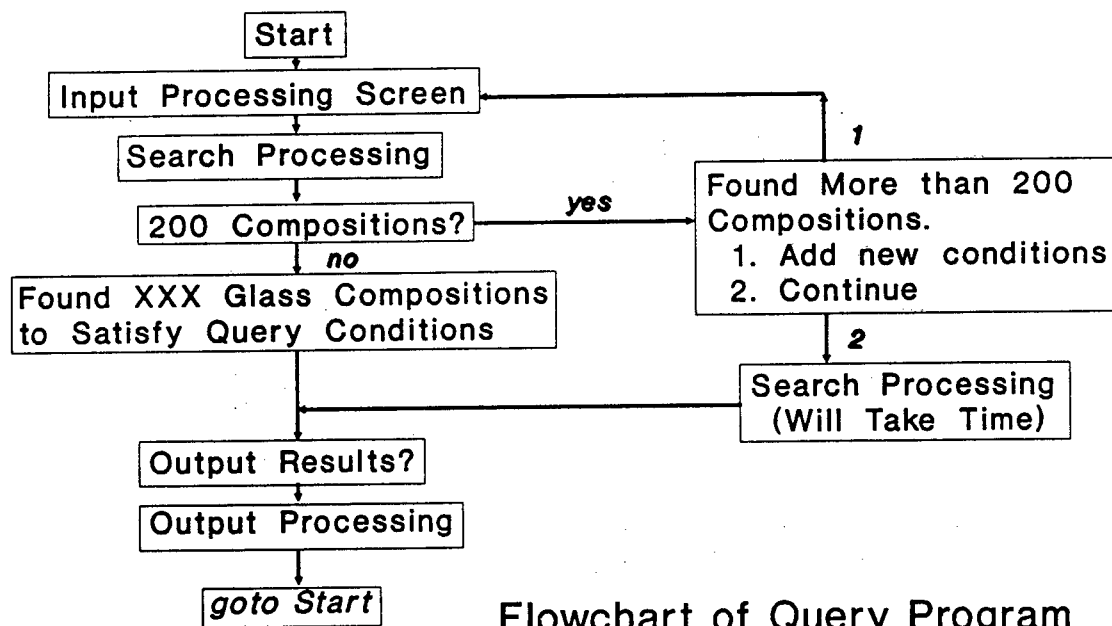 Start
Input Processing Screen
1
Search Processing
Found More than 200
Compositions.
1. Add new conditions
2. Continue
200 Compositions?
yes
no
Found XXX Glass Compositions
to Satisfy Query Conditions
2
Search Processing
(Will Take Time)
Output Results?
Output Processing
goto Start
Flowchart of Query Program